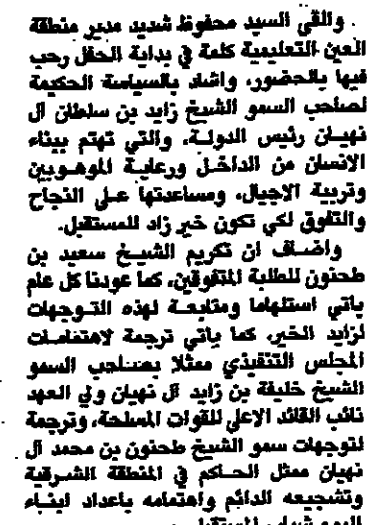 . والقى السيد محفوظ شديد مدير منطقة
العين التعليمية كلمة في بداية الحفل رحب
فيها بالحضور، واشاد بالسياسة الحكيمة
لصاحب السمو الشيخ زايد بن سلطان آل
نهيان رئيس الدولة، والتي تهتم ببناء
الانسان من الداخل ورعاية الموهوبين
وتربية الاجيال، ومساعدتها على النجاح
والتفوق لكي تكون خير زاد للمستقبل.
واضاف ان تكريم الشيخ سعيد بن
طحنون للطلبة المتفوقين، كما عودنا كل عام
ياتي استلهاما ومتابعة لهذه التوجهات
لزايد الخير، كما ياتي ترجمة لاهتمامات
المجلس التنفيذي ممثلا بصاحب السمو
الشيخ خليفة بن زايد آل نهيان ولي العهد
نائب القائد الاعلى للقوات المسلحة، وترجمة
لتوجهات سمو الشيخ طحنون بن محمد آل
نهيان ممثل الحاكم في المنطقة الشرقية
وتشجيعه الدائم واهتمامه باعداد ابناء